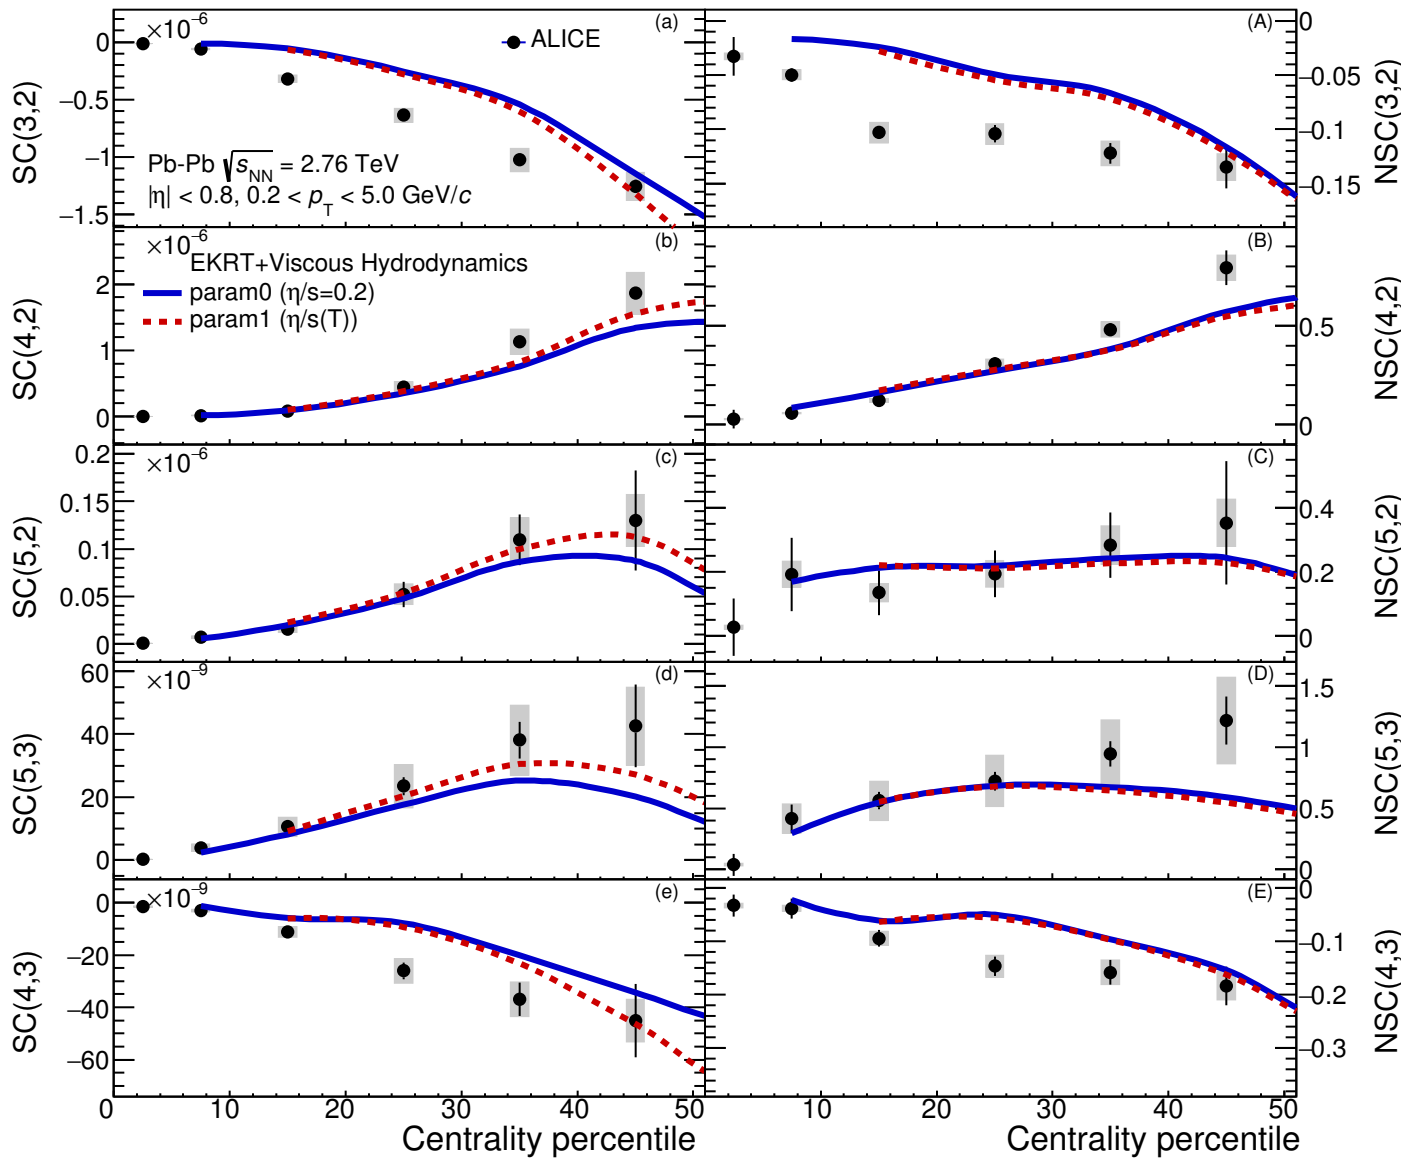 ×10⁻⁶
(a)
ALICE
SC(3,2)
0
−0.5
−1
−1.5
Pb-Pb √s_NN = 2.76 TeV
|η| < 0.8, 0.2 < p_T < 5.0 GeV/c
(A)
0
−0.05
−0.1
−0.15
NSC(3,2)
×10⁻⁶
(b)
EKRT+Viscous Hydrodynamics
param0 (η/s=0.2)
param1 (η/s(T))
SC(4,2)
2
1
0
(B)
0.5
0
NSC(4,2)
×10⁻⁶
(c)
SC(5,2)
0.2
0.15
0.1
0.05
0
(C)
0.4
0.2
0
NSC(5,2)
×10⁻⁹
(d)
SC(5,3)
60
40
20
0
(D)
1.5
1
0.5
0
NSC(5,3)
×10⁻⁹
(e)
SC(4,3)
0
−20
−40
−60
(E)
0
−0.1
−0.2
−0.3
NSC(4,3)
0 10 20 30 40 50
10 20 30 40 50
Centrality percentile
Centrality percentile